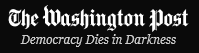 The Washington Post
Democracy Dies in Darkness